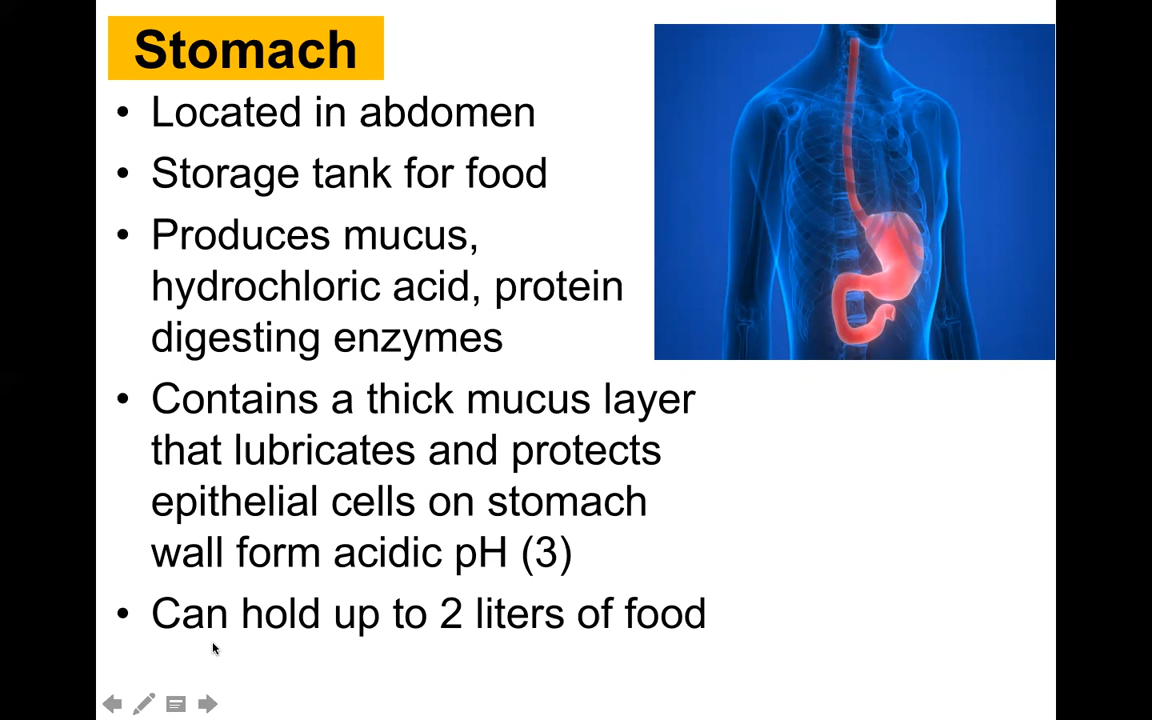 Stomach
• Located in abdomen
• Storage tank for food
• Produces mucus,
hydrochloric acid, protein
digesting enzymes
• Contains a thick mucus layer
that lubricates and protects
epithelial cells on stomach
wall form acidic pH (3)
• Can hold up to 2 liters of food